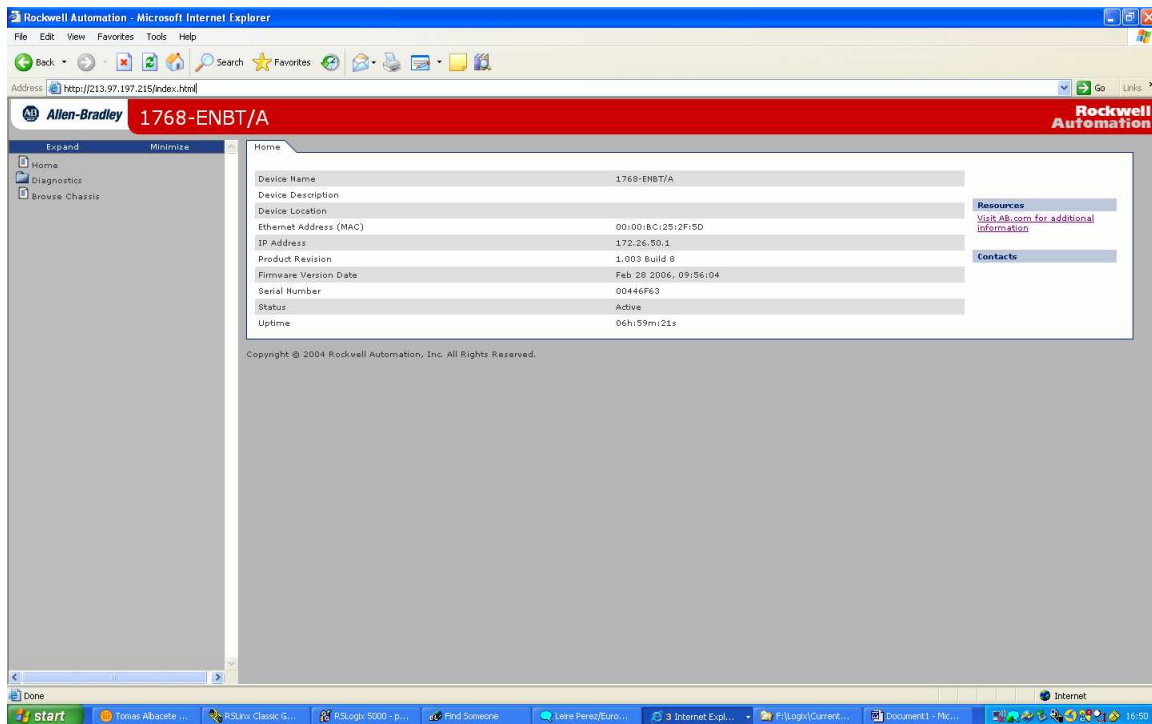 Rockwell Automation - Microsoft Internet Explorer
File Edit View Favorites Tools Help
Back Search Favorites
Address http://213.97.197.215/index.html Go Links
AB Allen-Bradley 1768-ENBT/A Rockwell Automation
Expand Minimize
Home
Diagnostics
Browse Chassis
Home
Device Name 1768-ENBT/A
Device Description
Device Location
Ethernet Address (MAC) 00:00:BC:25:2F:5D
IP Address 172.26.50.1
Product Revision 1.003 Build 8
Firmware Version Date Feb 28 2006, 09:56:04
Serial Number 00446F63
Status Active
Uptime 06h:59m:21s
Resources
Visit AB.com for additional
information
Contacts
Copyright © 2004 Rockwell Automation, Inc. All Rights Reserved.
Done Internet
start Tomas Albacete ... RSLinx Classic G... RSLogix 5000 - p... Find Someone Leire Perez/Euro... 3 Internet Expl... F:\Logix\Current... Document1 - Mic... 16:50